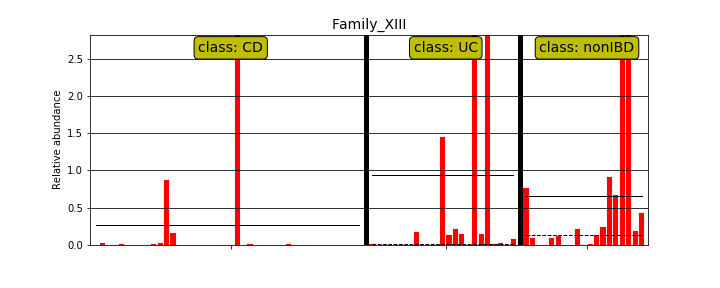 Family_XIII
class: CD
class: UC
class: nonIBD
Relative abundance
2.5
2.0
1.5
1.0
0.5
0.0